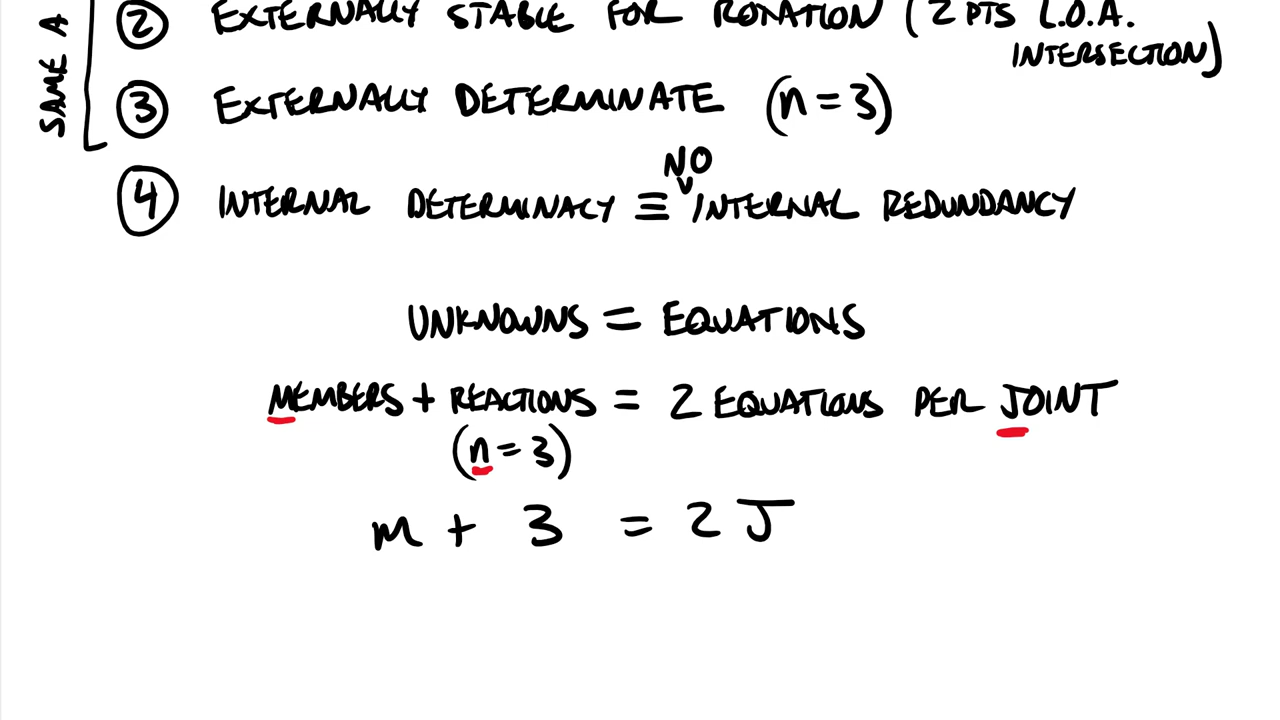 SAME A
② EXTERNALLY STABLE FOR ROTATION (2 PTS L.O.A. INTERSECTION)
③ EXTERNALLY DETERMINATE (n = 3)
④ INTERNAL DETERMINACY ≡ NO INTERNAL REDUNDANCY
UNKNOWNS = EQUATIONS
MEMBERS + REACTIONS = 2 EQUATIONS PER JOINT
(n = 3)
m + 3 = 2 J